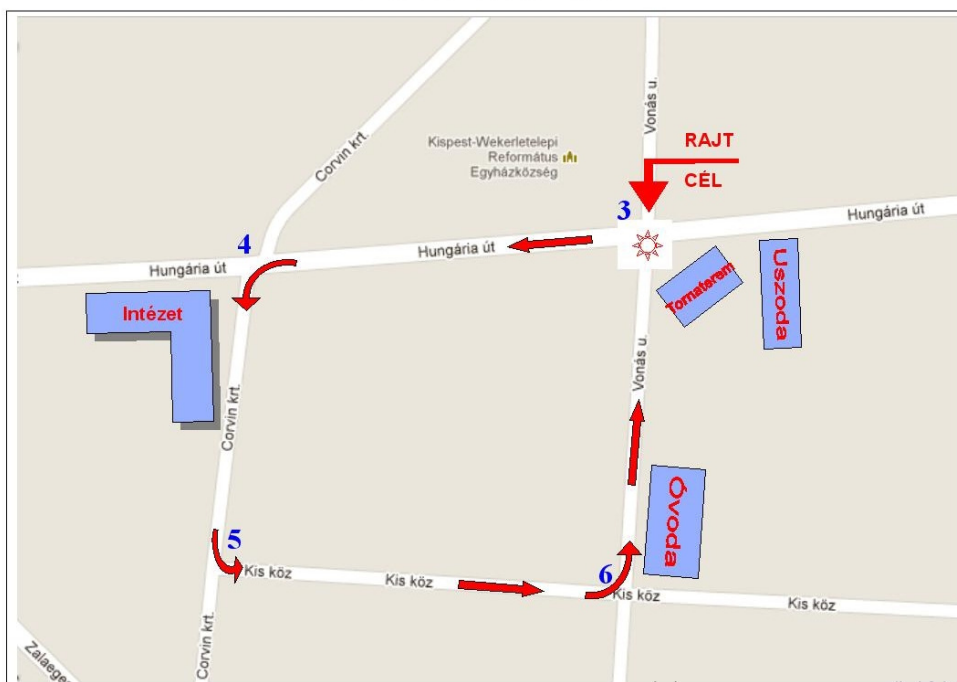 Vonás u.
RAJT
CÉL
Corvin krt.
Kispest-Wekerletelepi
Református
Egyházközség
3
Hungária út
4
Hungária út
Hungária út
Tornaterem
Uszoda
Intézet
Vonás u.
Corvin krt.
Óvoda
5
6
Kis köz
Kis köz
Kis köz
Kis köz
Corvin krt.